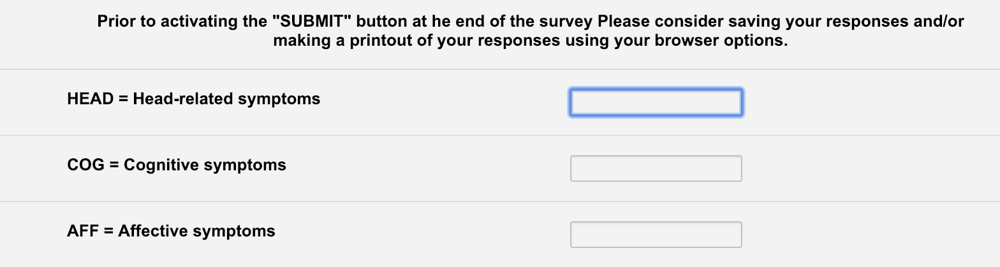 Prior to activating the "SUBMIT" button at he end of the survey Please consider saving your responses and/or
making a printout of your responses using your browser options.
HEAD = Head-related symptoms
COG = Cognitive symptoms
AFF = Affective symptoms